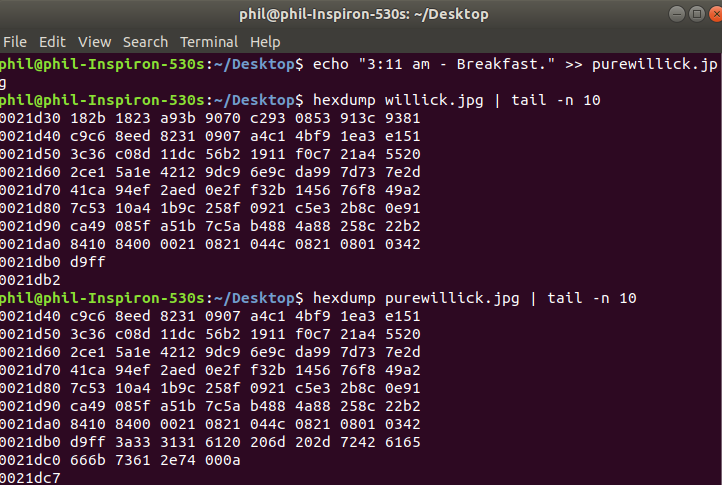 phil@phil-Inspiron-530s: ~/Desktop
File Edit View Search Terminal Help
phil@phil-Inspiron-530s:~/Desktop$ echo "3:11 am - Breakfast." >> purewillick.jp
g
phil@phil-Inspiron-530s:~/Desktop$ hexdump willick.jpg | tail -n 10
0021d30 182b 1823 a93b 9070 c293 0853 913c 9381
0021d40 c9c6 8eed 8231 0907 a4c1 4bf9 1ea3 e151
0021d50 3c36 c08d 11dc 56b2 1911 f0c7 21a4 5520
0021d60 2ce1 5a1e 4212 9dc6 6e9c da99 7d73 7e2d
0021d70 41ca 94ef 2aed 0e2f f32b 1456 76f8 49a2
0021d80 7c53 10a4 1b9c 258f 0921 c5e3 2b8c 0e91
0021d90 ca49 085f a51b 7c5a b488 4a88 258c 22b2
0021da0 8410 8400 0021 0821 044c 0821 0801 0342
0021db0 d9ff
0021db2
phil@phil-Inspiron-530s:~/Desktop$ hexdump purewillick.jpg | tail -n 10
0021d40 c9c6 8eed 8231 0907 a4c1 4bf9 1ea3 e151
0021d50 3c36 c08d 11dc 56b2 1911 f0c7 21a4 5520
0021d60 2ce1 5a1e 4212 9dc6 6e9c da99 7d73 7e2d
0021d70 41ca 94ef 2aed 0e2f f32b 1456 76f8 49a2
0021d80 7c53 10a4 1b9c 258f 0921 c5e3 2b8c 0e91
0021d90 ca49 085f a51b 7c5a b488 4a88 258c 22b2
0021da0 8410 8400 0021 0821 044c 0821 0801 0342
0021db0 d9ff 3a33 3131 6120 206d 202d 7242 6165
0021dc0 666b 7361 2e74 000a
0021dc7